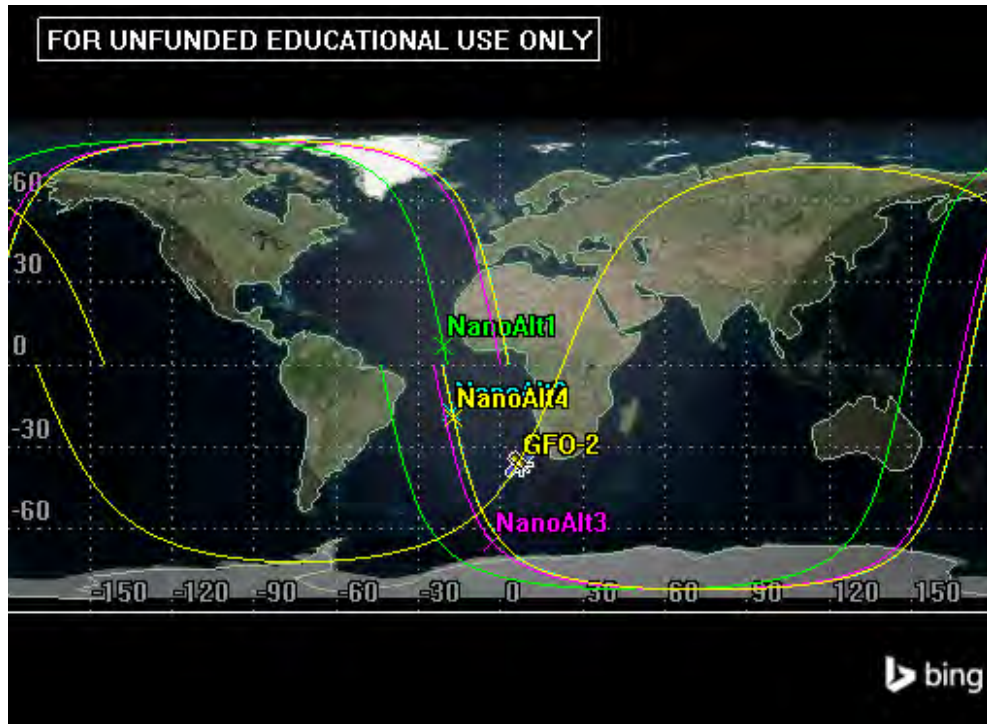 FOR UNFUNDED EDUCATIONAL USE ONLY
60
30
NanoAlt1
0
NanoAlt4
-30
GFO-2
-60
NanoAlt3
-150 -120 -90 -60 -30 0 30 60 90 120 150
bing